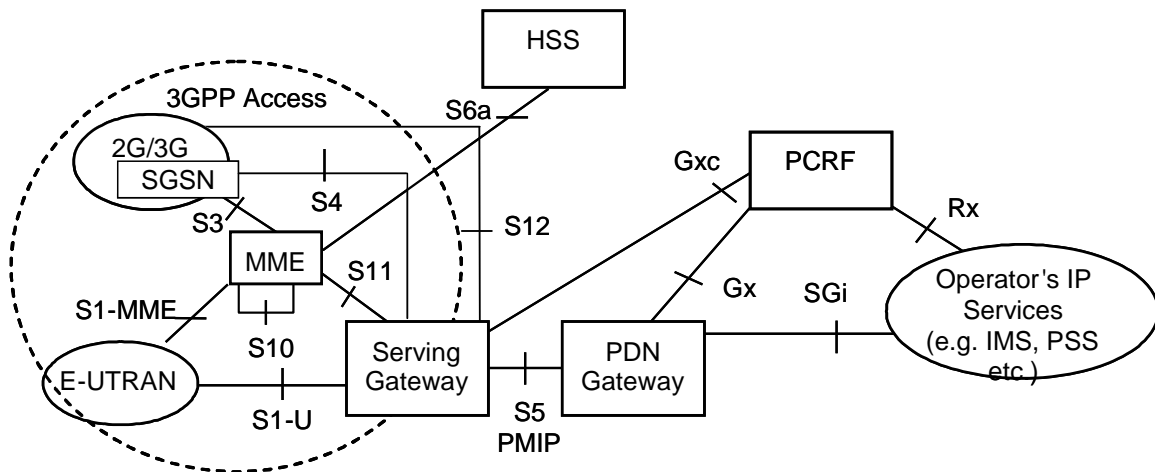 HSS
3GPP Access
S6a
2G/3G
SGSN
S4
S3
Gxc
PCRF
Rx
S12
MME
S11
S1-MME
S10
Gx
SGi
Operator's IP
Services
(e.g. IMS, PSS
etc.)
Serving
Gateway
PDN
Gateway
E-UTRAN
S1-U
S5
PMIP